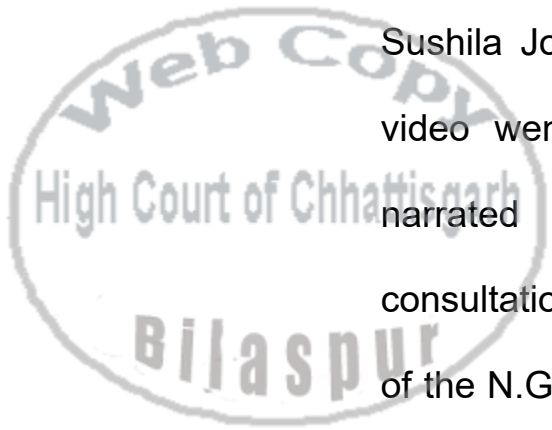 Web Copy
High Court of Chhattisgarh
Bilaspur
Sushila Jo
video wer
narrated
consultatio
of the N.G